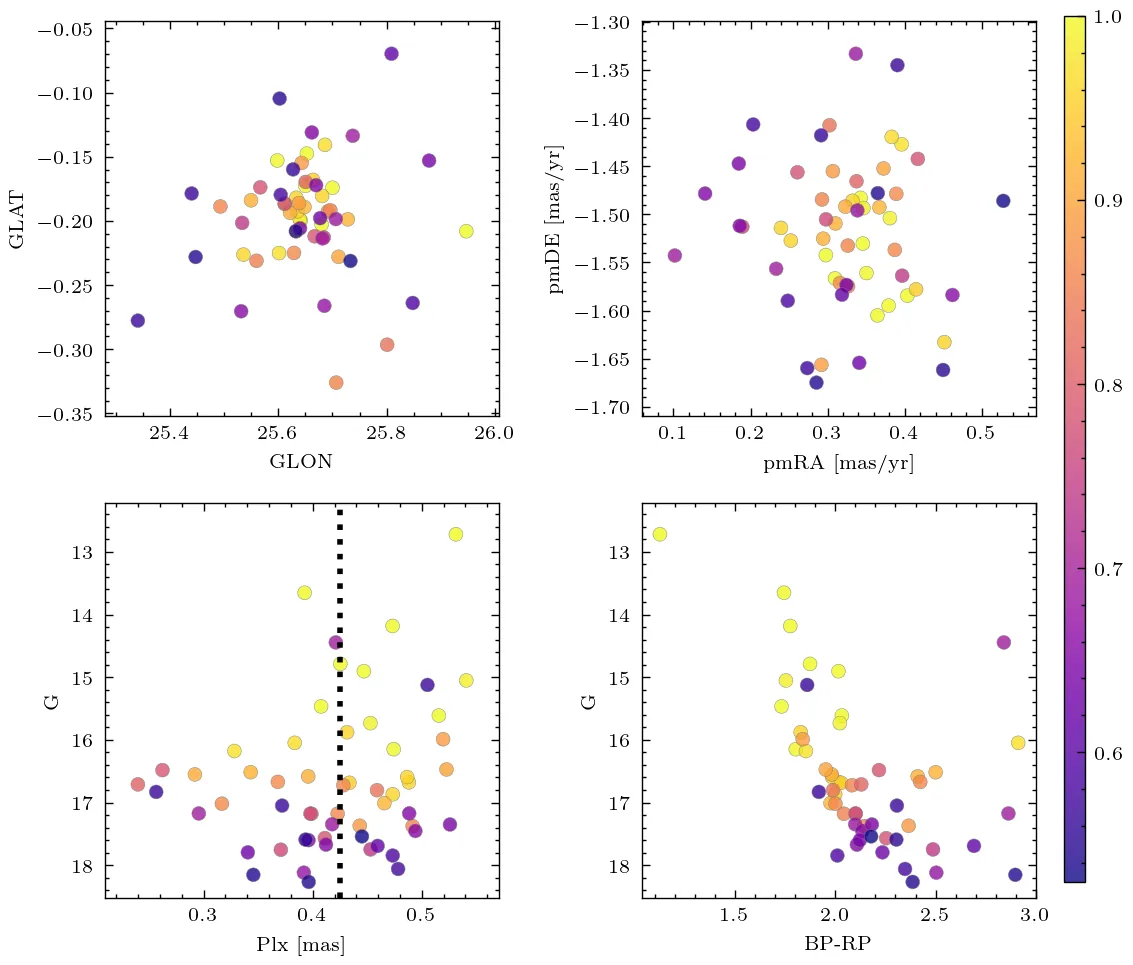 −0.05
−0.10
−0.15
−0.20
−0.25
−0.30
−0.35
GLAT
25.4 25.6 25.8 26.0
GLON
−1.30
−1.35
−1.40
−1.45
−1.50
−1.55
−1.60
−1.65
−1.70
pmDE [mas/yr]
0.1 0.2 0.3 0.4 0.5
pmRA [mas/yr]
13
14
15
16
17
18
G
0.3 0.4 0.5
Plx [mas]
13
14
15
16
17
18
G
1.5 2.0 2.5 3.0
BP-RP
1.0
0.9
0.8
0.7
0.6